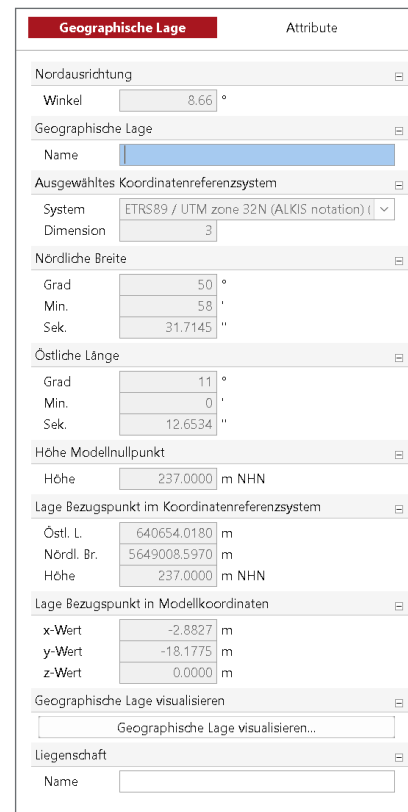 Geographische Lage Attribute
Nordausrichtung
Winkel 8.66 °
Geographische Lage
Name
Ausgewähltes Koordinatenreferenzsystem
System ETRS89 / UTM zone 32N (ALKIS notation) (
Dimension 3
Nördliche Breite
Grad 50 °
Min. 58 '
Sek. 31.7145 "
Östliche Länge
Grad 11 °
Min. 0 '
Sek. 12.6534 "
Höhe Modellnullpunkt
Höhe 237.0000 m NHN
Lage Bezugspunkt im Koordinatenreferenzsystem
Östl. L. 640654.0180 m
Nördl. Br. 5649008.5970 m
Höhe 237.0000 m NHN
Lage Bezugspunkt in Modellkoordinaten
x-Wert -2.8827 m
y-Wert -18.1775 m
z-Wert 0.0000 m
Geographische Lage visualisieren
Geographische Lage visualisieren...
Liegenschaft
Name